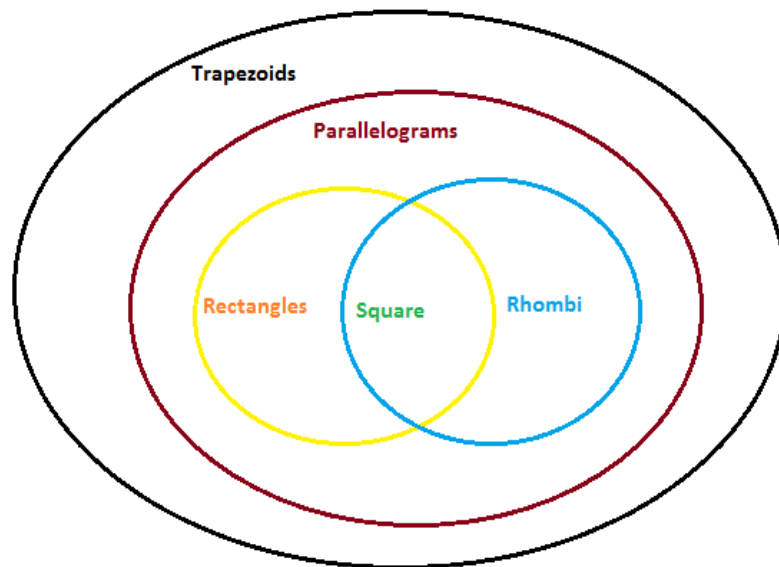 Trapezoids
Parallelograms
Rectangles
Square
Rhombi